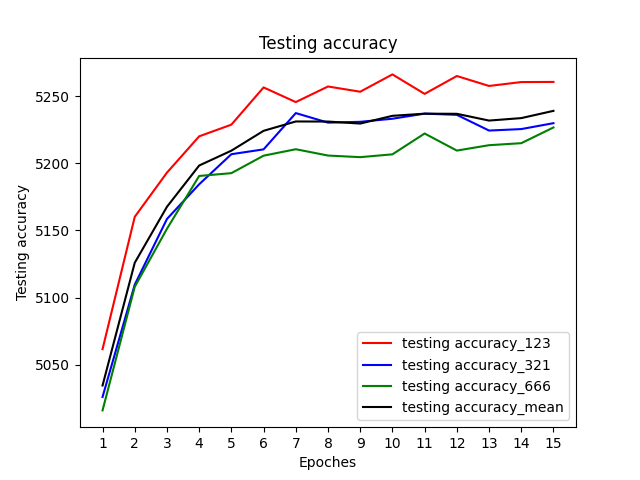 Testing accuracy
Testing accuracy
5250
5200
5150
5100
5050
testing accuracy_123
testing accuracy_321
testing accuracy_666
testing accuracy_mean
1 2 3 4 5 6 7 8 9 10 11 12 13 14 15
Epoches